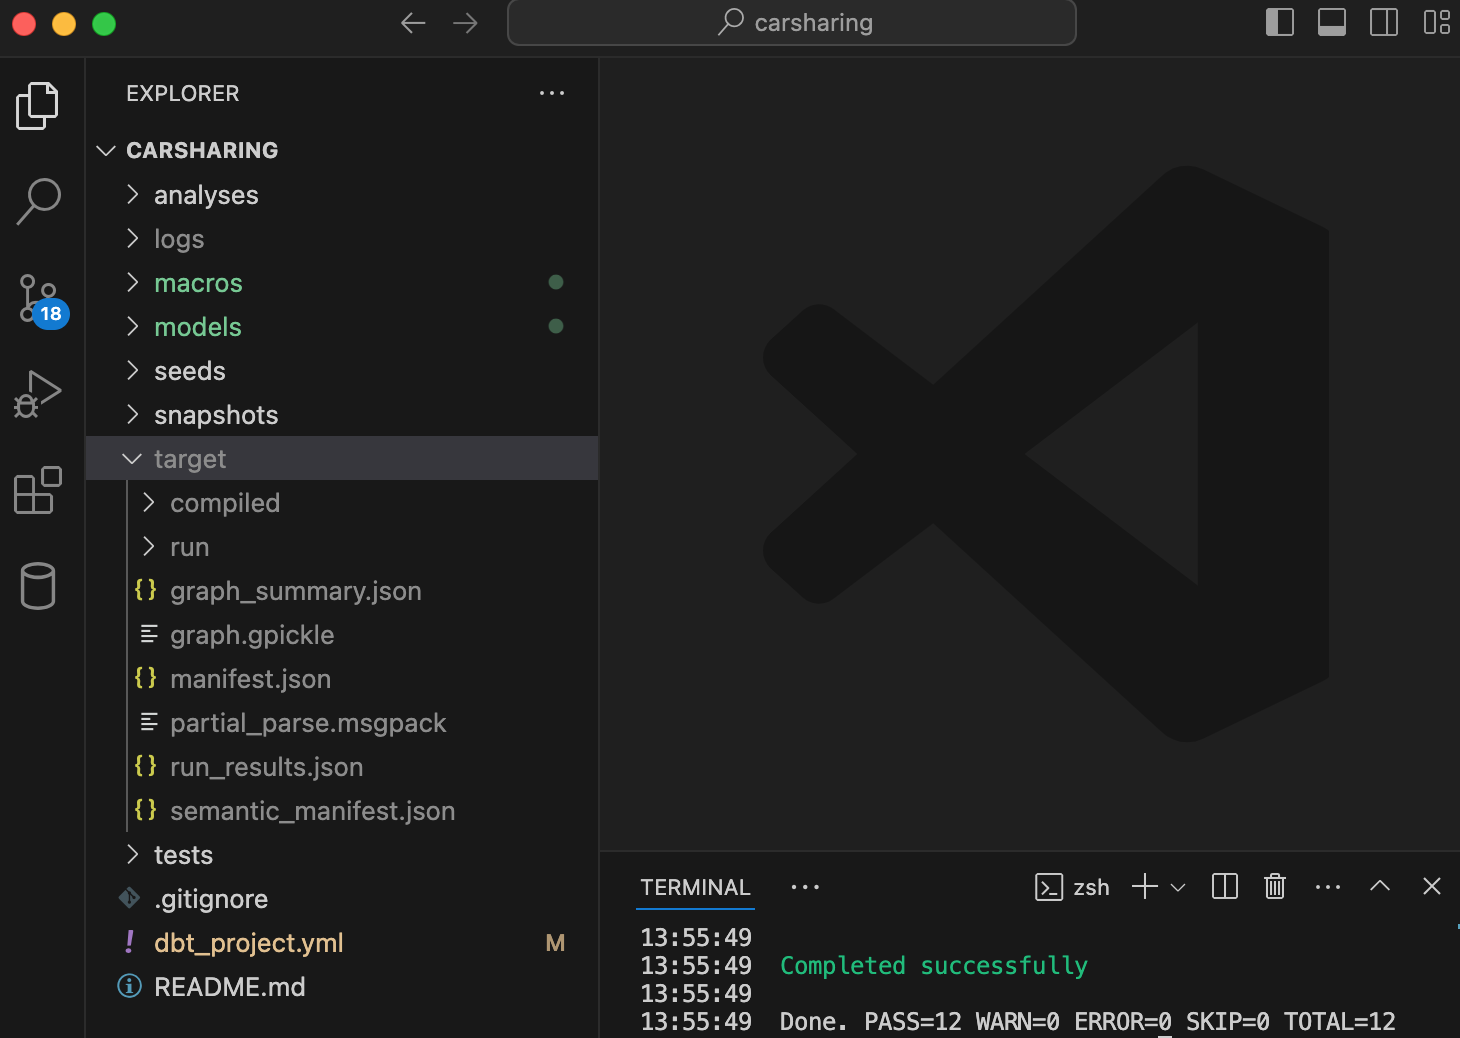 carsharing
EXPLORER
CARSHARING
analyses
logs
macros
models
18
seeds
snapshots
target
compiled
run
graph_summary.json
graph.gpickle
manifest.json
partial_parse.msgpack
run_results.json
semantic_manifest.json
tests
.gitignore
dbt_project.yml M
README.md
TERMINAL zsh
13:55:49
13:55:49 Completed successfully
13:55:49
13:55:49 Done. PASS=12 WARN=0 ERROR=0 SKIP=0 TOTAL=12